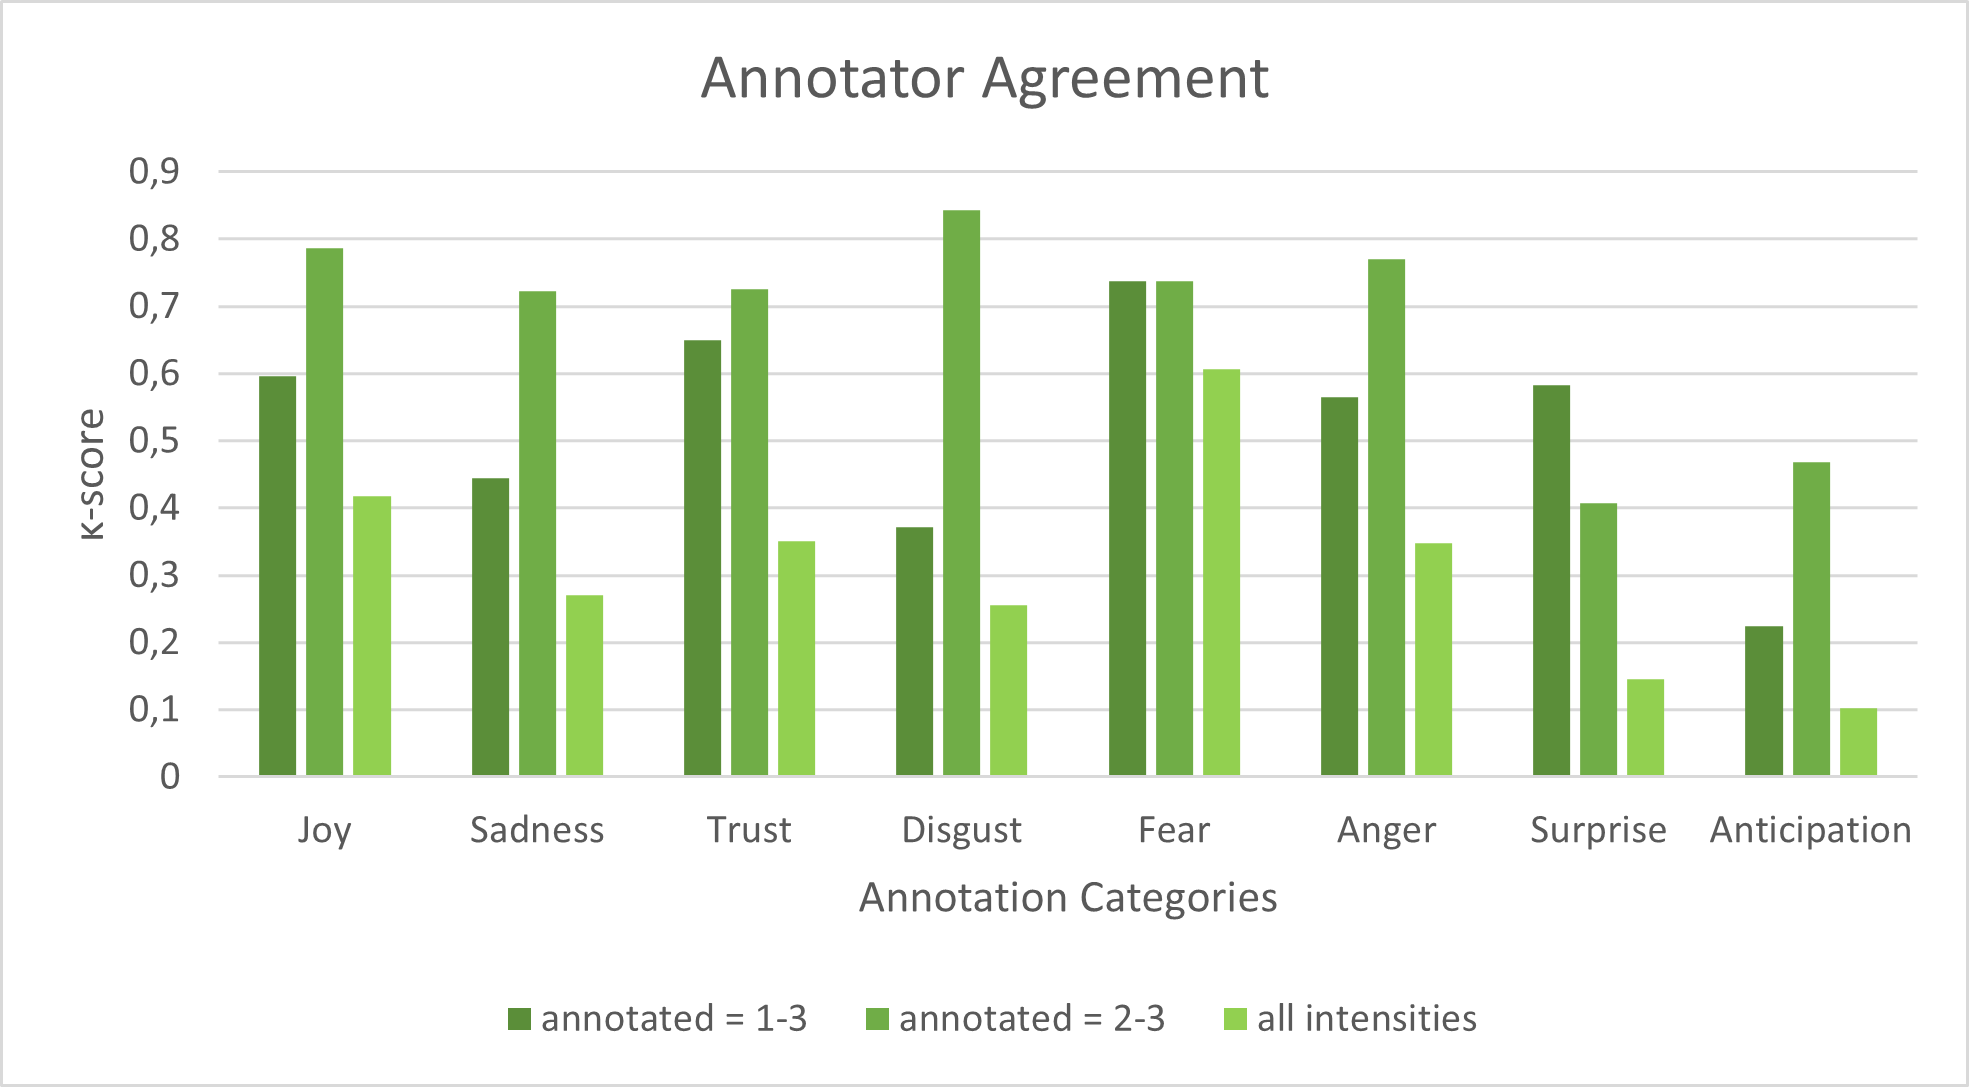 Annotator Agreement
0,9
0,8
0,7
0,6
0,5
0,4
0,3
0,2
0,1
0
κ-score
Joy Sadness Trust Disgust Fear Anger Surprise Anticipation
Annotation Categories
annotated = 1-3 annotated = 2-3 all intensities